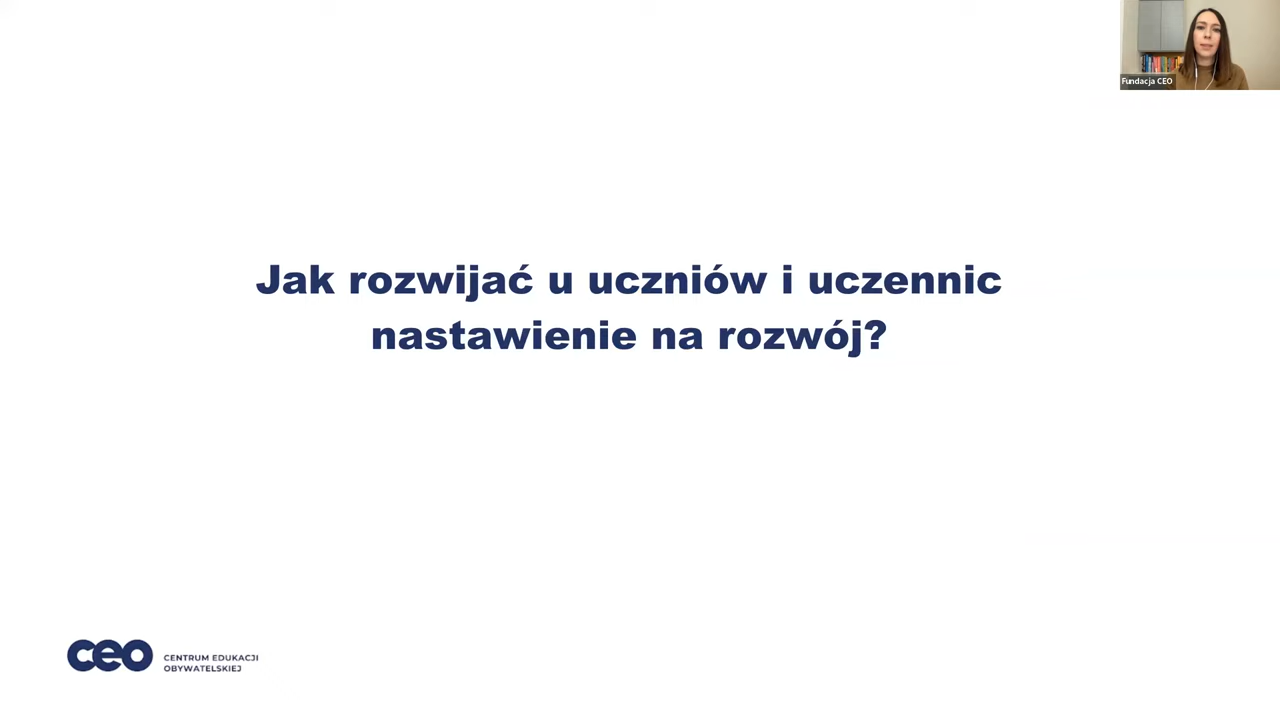 Fundacja CEO
Jak rozwijać u uczniów i uczennic
nastawienie na rozwój?
ceo
CENTRUM EDUKACJI
OBYWATELSKIEJ